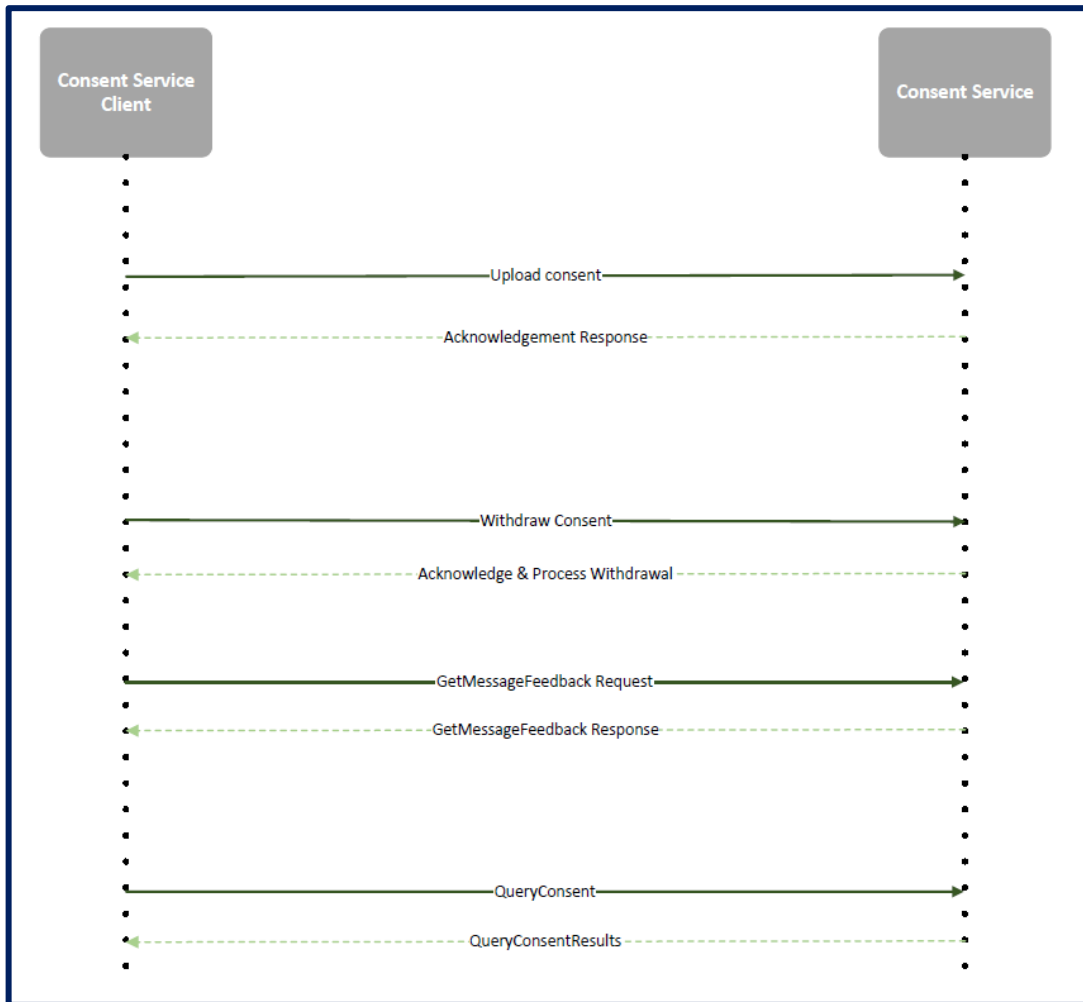 Consent Service
Client
Consent Service
Upload consent
Acknowledgement Response
Withdraw Consent
Acknowledge & Process Withdrawal
GetMessageFeedback Request
GetMessageFeedback Response
QueryConsent
QueryConsentResults